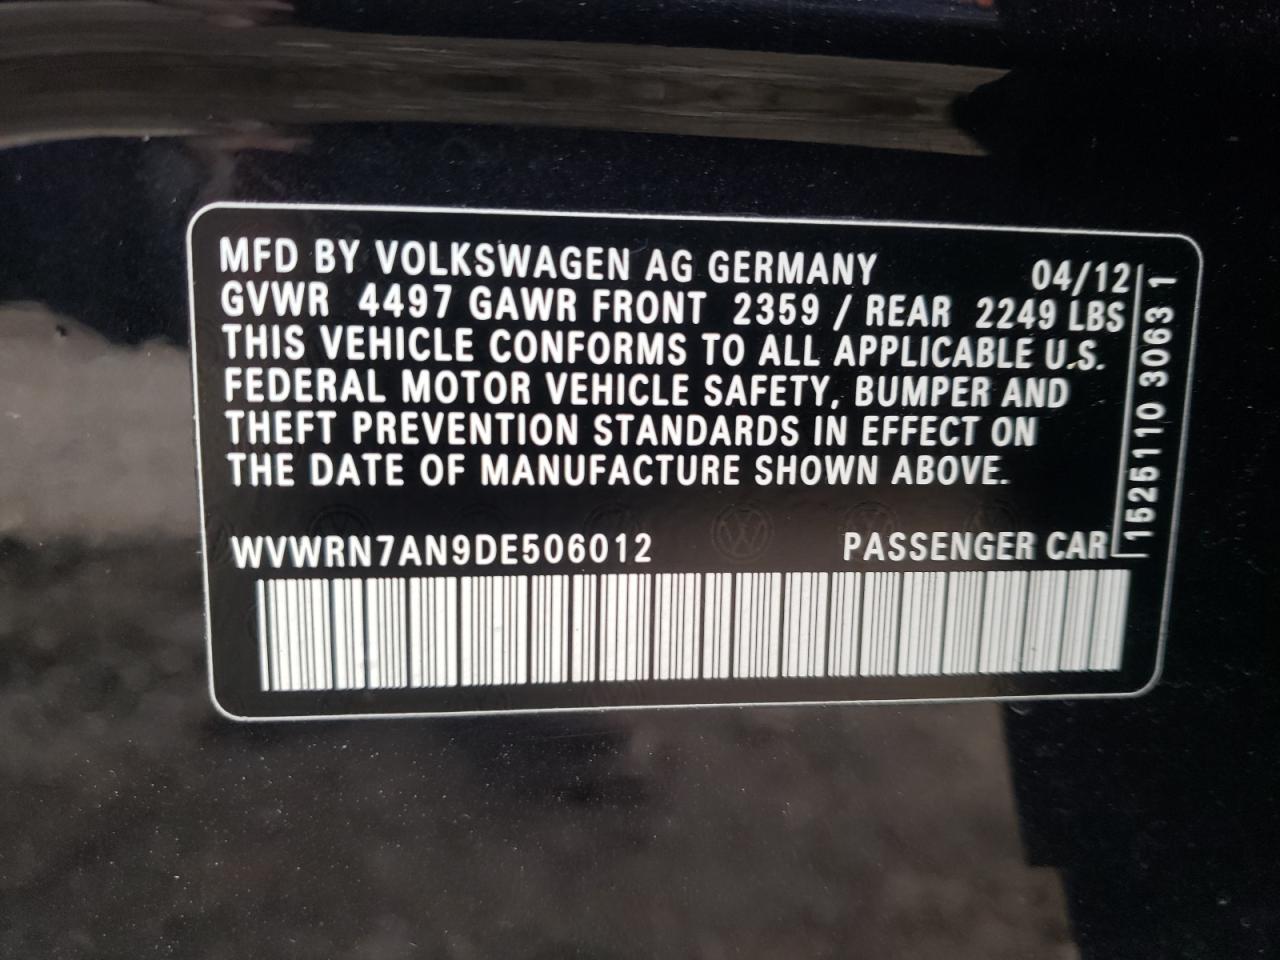 MFD BY VOLKSWAGEN AG GERMANY 04/12
GVWR 4497 GAWR FRONT 2359 / REAR 2249 LBS
THIS VEHICLE CONFORMS TO ALL APPLICABLE U.S.
FEDERAL MOTOR VEHICLE SAFETY, BUMPER AND
THEFT PREVENTION STANDARDS IN EFFECT ON
THE DATE OF MANUFACTURE SHOWN ABOVE.
WVWRN7AN9DE506012 PASSENGER CAR
1525110 3063 1